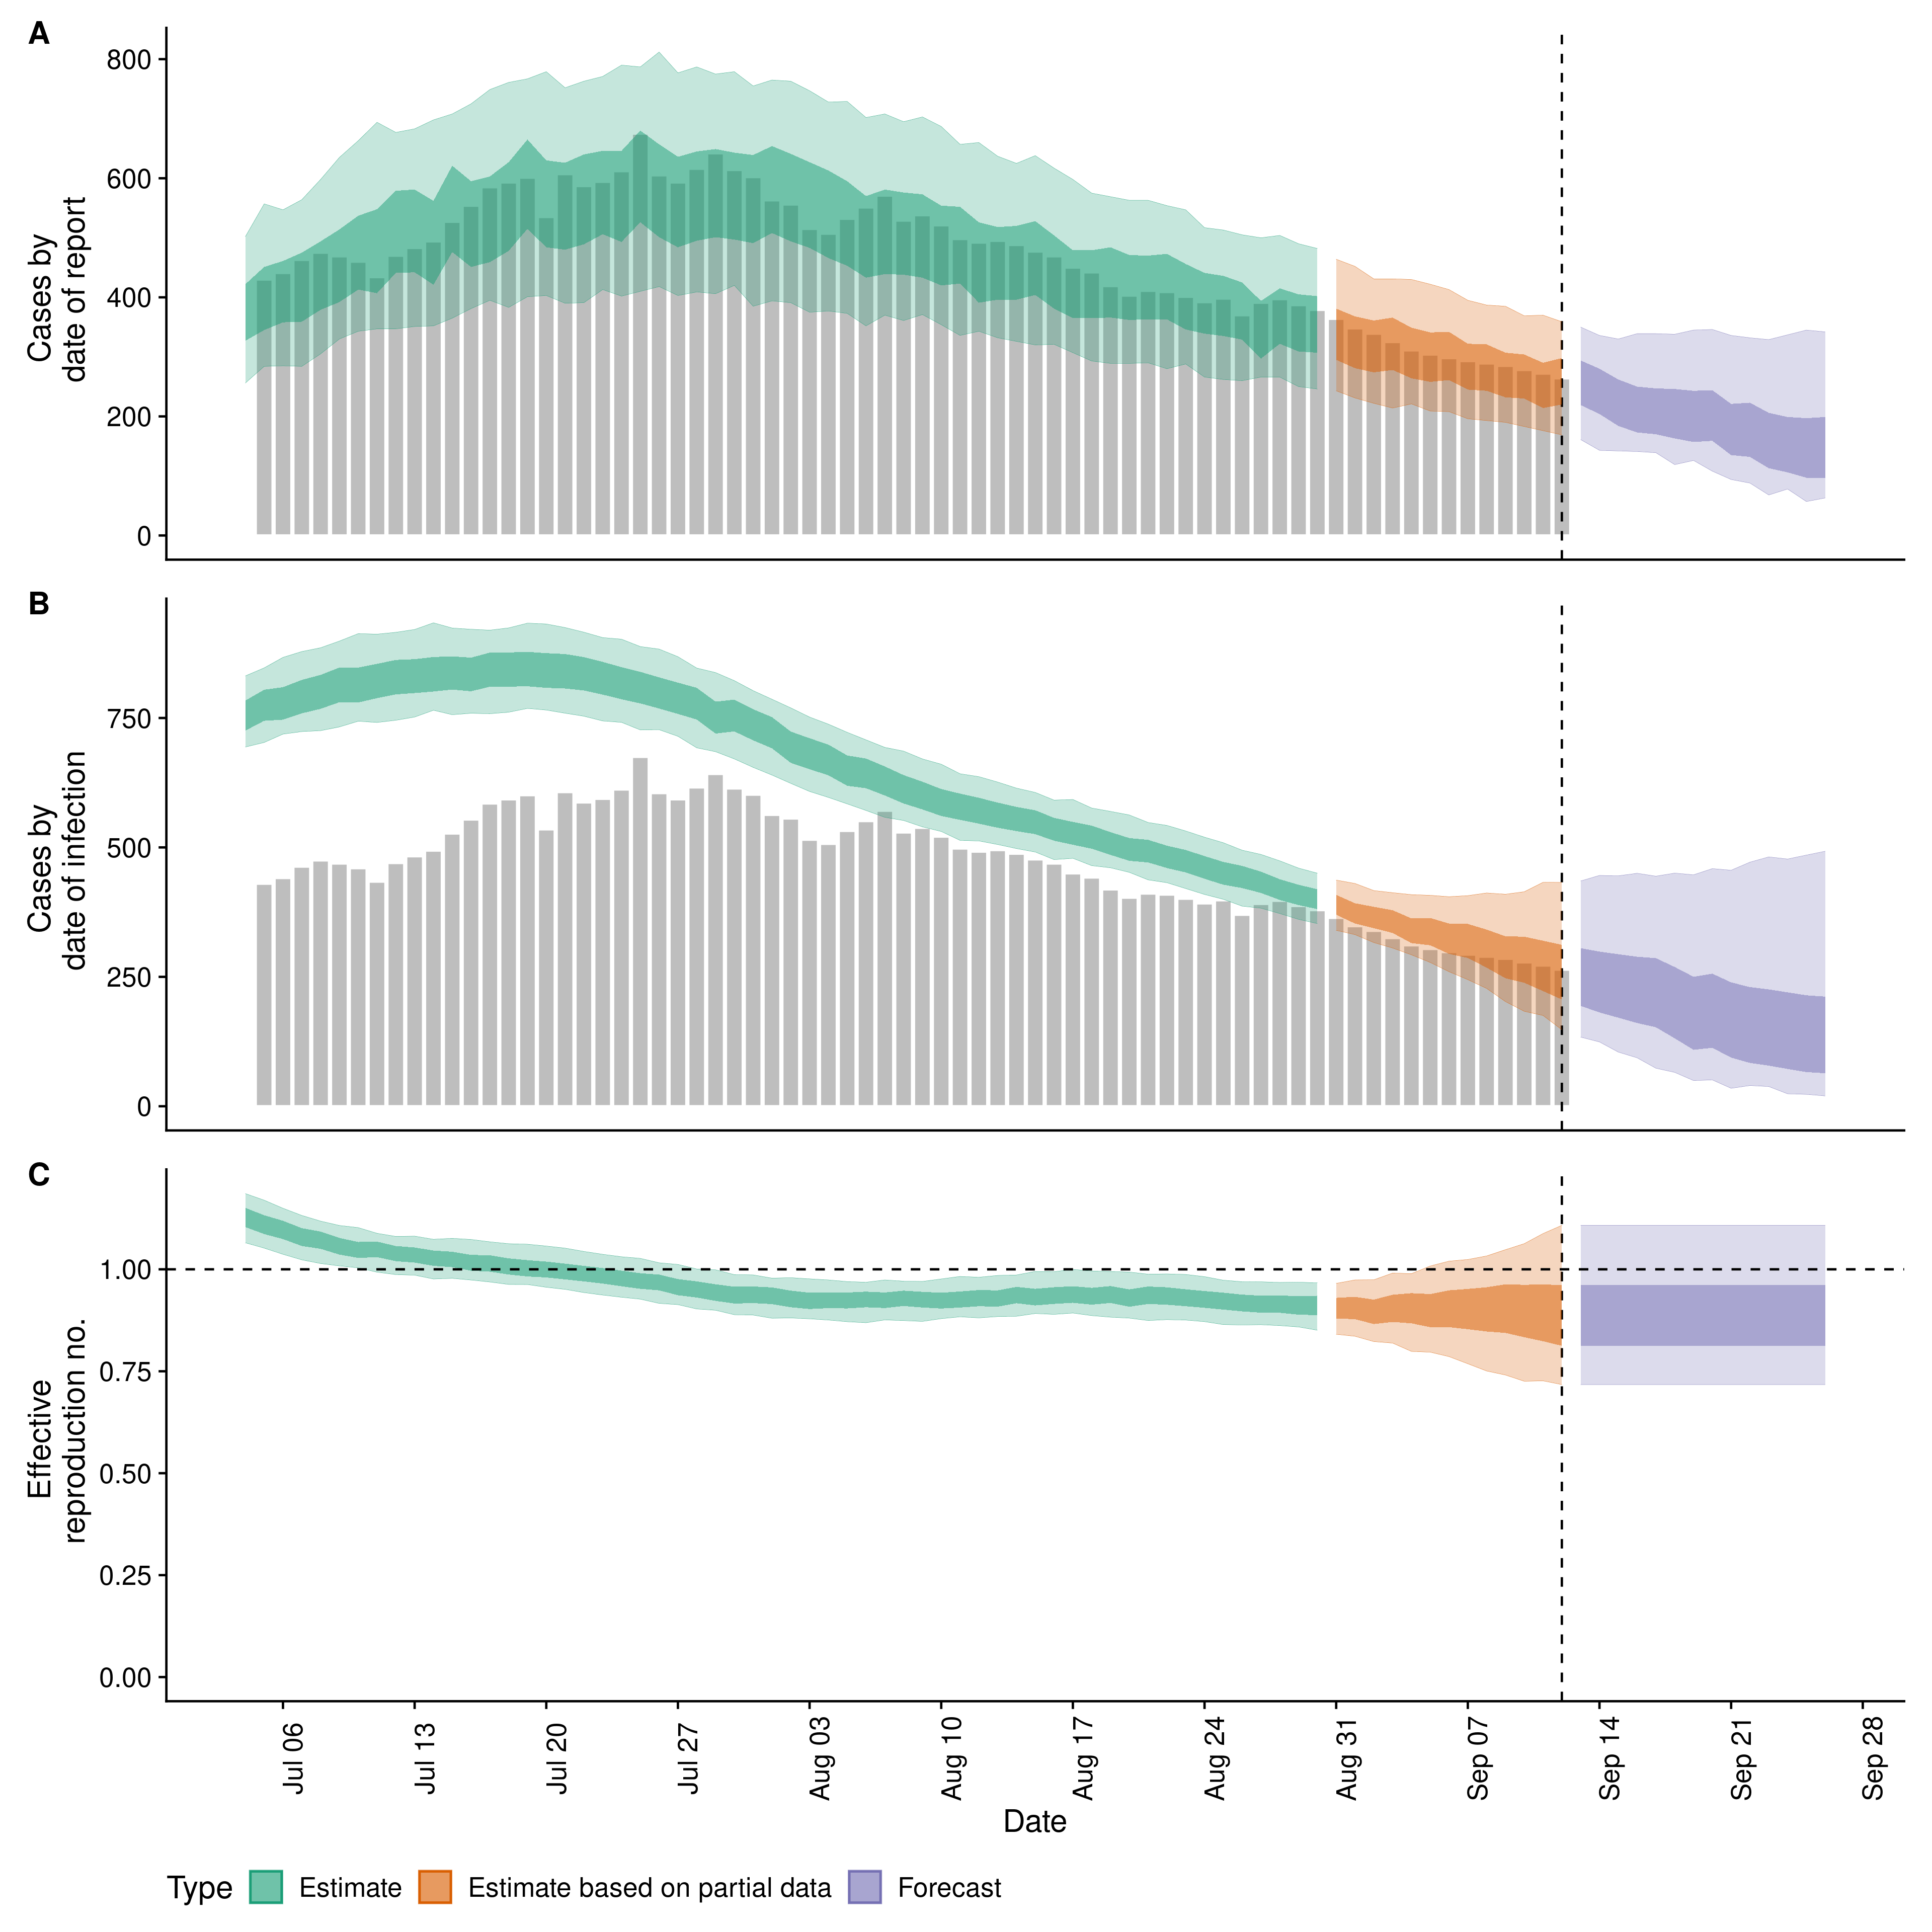 A
Cases by
date of report
800
600
400
200
0
B
Cases by
date of infection
750
500
250
0
C
Effective
reproduction no.
1.00
0.75
0.50
0.25
0.00
Jul 06
Jul 13
Jul 20
Jul 27
Aug 03
Aug 10
Aug 17
Aug 24
Aug 31
Sep 07
Sep 14
Sep 21
Sep 28
Date
Type Estimate Estimate based on partial data Forecast